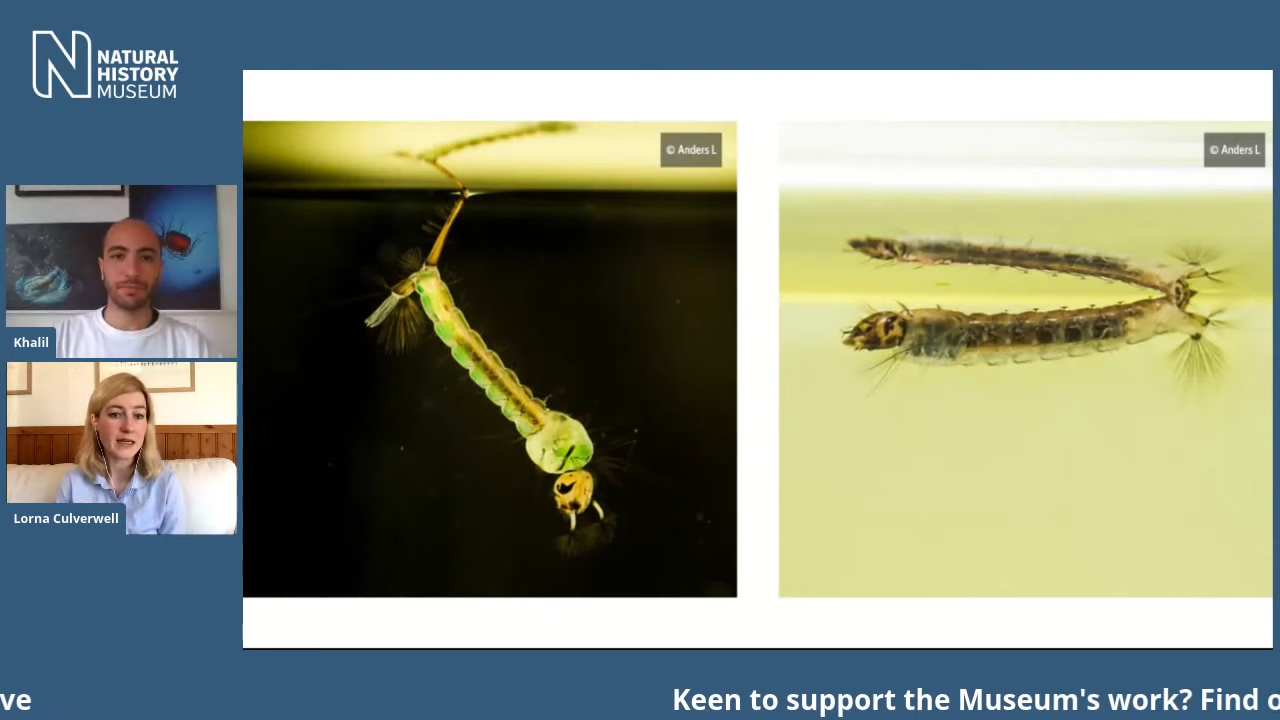 NATURAL
HISTORY
MUSEUM
© Anders L
© Anders L
Khalil
Lorna Culverwell
ve
Keen to support the Museum's work? Find o